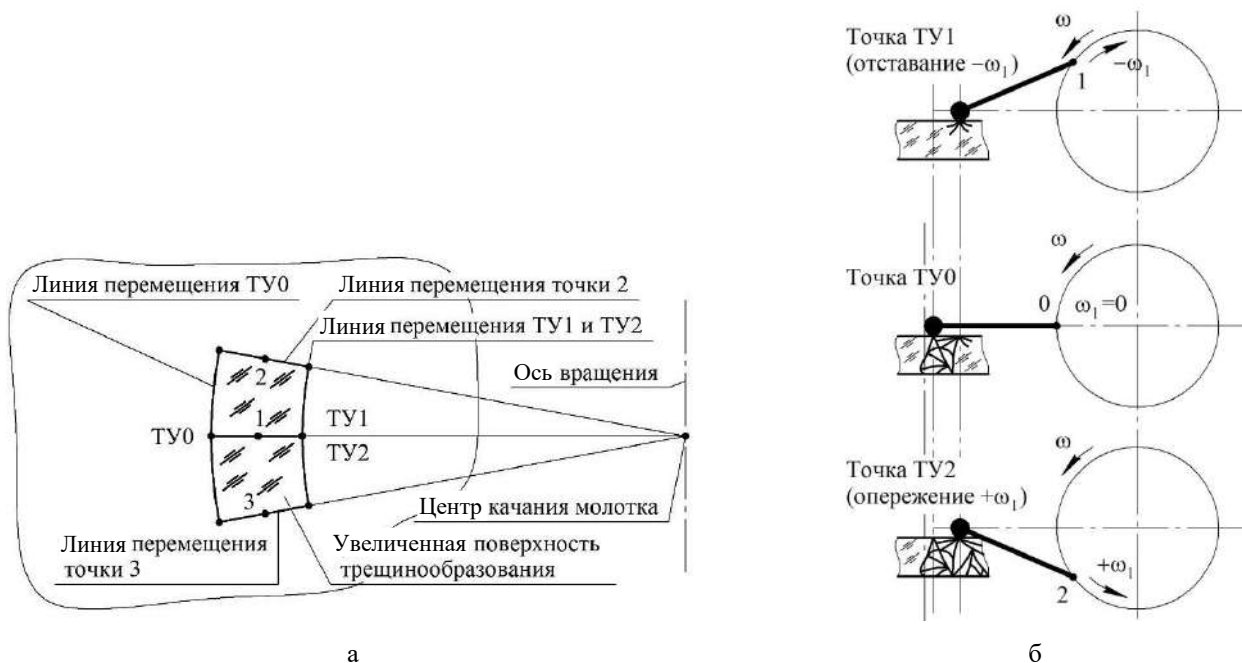 Линия перемещения ТУ0
Линия перемещения точки 2
Линия перемещения ТУ1 и ТУ2
Ось вращения
2
1
ТУ0
ТУ1
ТУ2
3
Центр качания молотка
Линия перемещения
точки 3
Увеличенная поверхность
трещинообразования
а
Точка ТУ1
(отставание –ω₁)
ω
–ω₁
1
Точка ТУ0
ω
0
ω₁=0
Точка ТУ2
(опережение +ω₁)
ω
+ω₁
2
б